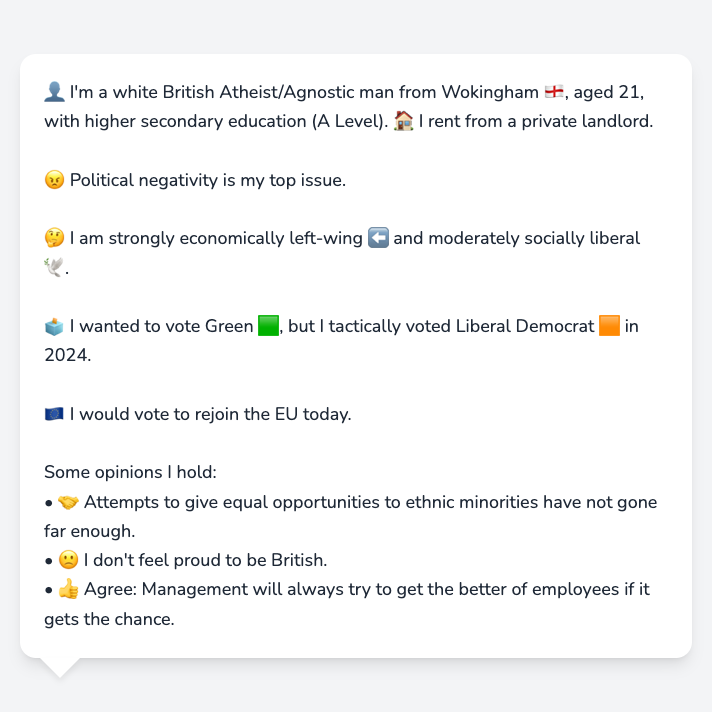 👤 I'm a white British Atheist/Agnostic man from Wokingham 🏴󠁧󠁢󠁥󠁮󠁧󠁿, aged 21,
with higher secondary education (A Level). 🏠 I rent from a private landlord.
😠 Political negativity is my top issue.
🤔 I am strongly economically left-wing ⬅️ and moderately socially liberal
🕊️.
🗳️ I wanted to vote Green 🟩, but I tactically voted Liberal Democrat 🟧 in
2024.
🇪🇺 I would vote to rejoin the EU today.
Some opinions I hold:
• 🤝 Attempts to give equal opportunities to ethnic minorities have not gone
far enough.
• 🙁 I don't feel proud to be British.
• 👍 Agree: Management will always try to get the better of employees if it
gets the chance.